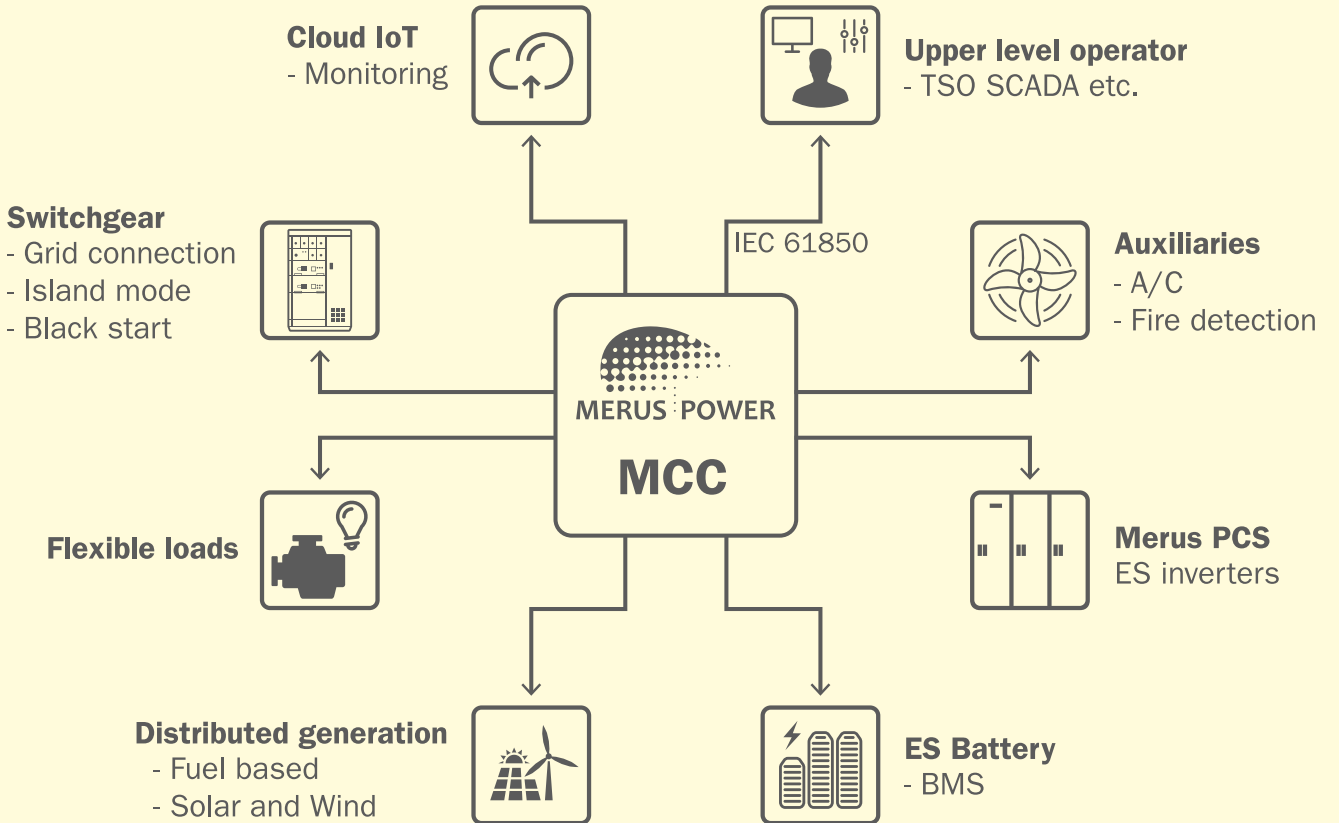 Cloud IoT
- Monitoring
Upper level operator
- TSO SCADA etc.
Switchgear
- Grid connection
- Island mode
- Black start
IEC 61850
Auxiliaries
- A/C
- Fire detection
MERUS POWER
MCC
Flexible loads
Merus PCS
ES inverters
Distributed generation
- Fuel based
- Solar and Wind
ES Battery
- BMS